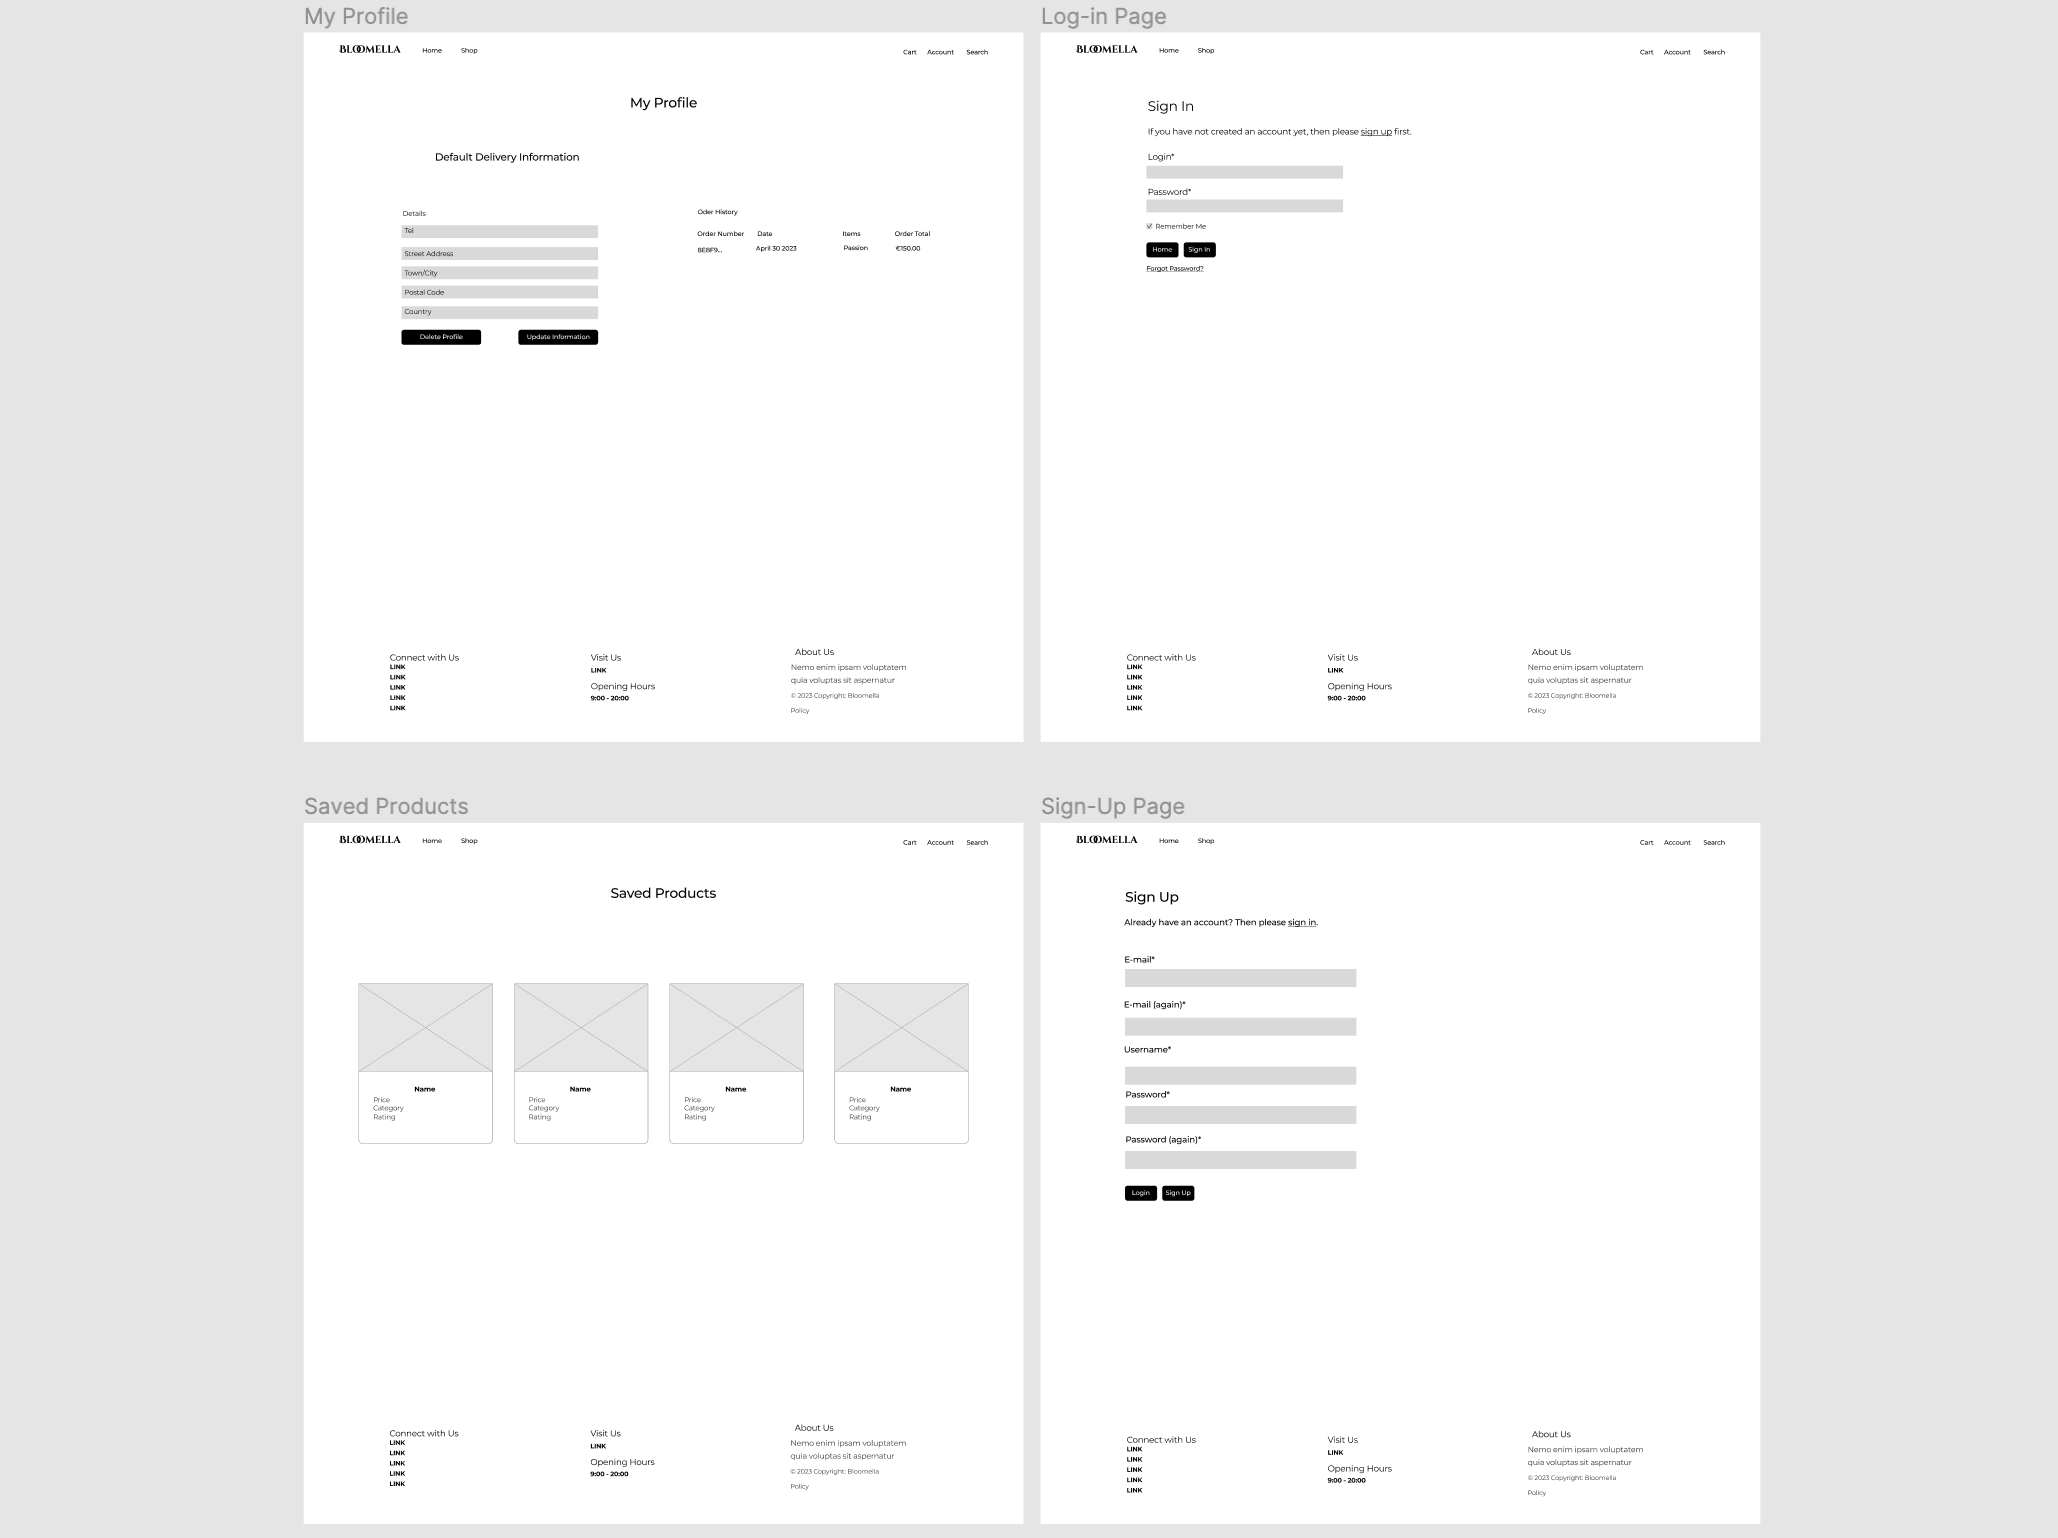 My Profile
BLOOMELLA Home Shop Cart Account Search
My Profile
Default Delivery Information
Details
Tel
Street Address
Town/City
Postal Code
Country
Delete Profile Update Information
Oder History
Order Number Date Items Order Total
8E8F9... April 30 2023 Passion €150,00
Connect with Us
LINK
LINK
LINK
LINK
LINK
Visit Us
LINK
Opening Hours
9:00 - 20:00
About Us
Nemo enim ipsam voluptatem
quia voluptas sit aspernatur
© 2023 Copyright: Bloomella
Policy
Log-in Page
BLOOMELLA Home Shop Cart Account Search
Sign In
If you have not created an account yet, then please sign up first.
Login*
Password*
Remember Me
Home Sign In
Forgot Password?
Connect with Us
LINK
LINK
LINK
LINK
LINK
Visit Us
LINK
Opening Hours
9:00 - 20:00
About Us
Nemo enim ipsam voluptatem
quia voluptas sit aspernatur
© 2023 Copyright: Bloomella
Policy
Saved Products
BLOOMELLA Home Shop Cart Account Search
Saved Products
Name
Price
Category
Rating
Name
Price
Category
Rating
Name
Price
Category
Rating
Name
Price
Category
Rating
Connect with Us
LINK
LINK
LINK
LINK
LINK
Visit Us
LINK
Opening Hours
9:00 - 20:00
About Us
Nemo enim ipsam voluptatem
quia voluptas sit aspernatur
© 2023 Copyright: Bloomella
Policy
Sign-Up Page
BLOOMELLA Home Shop Cart Account Search
Sign Up
Already have an account? Then please sign in.
E-mail*
E-mail (again)*
Username*
Password*
Password (again)*
Login Sign Up
Connect with Us
LINK
LINK
LINK
LINK
LINK
Visit Us
LINK
Opening Hours
9:00 - 20:00
About Us
Nemo enim ipsam voluptatem
quia voluptas sit aspernatur
© 2023 Copyright: Bloomella
Policy